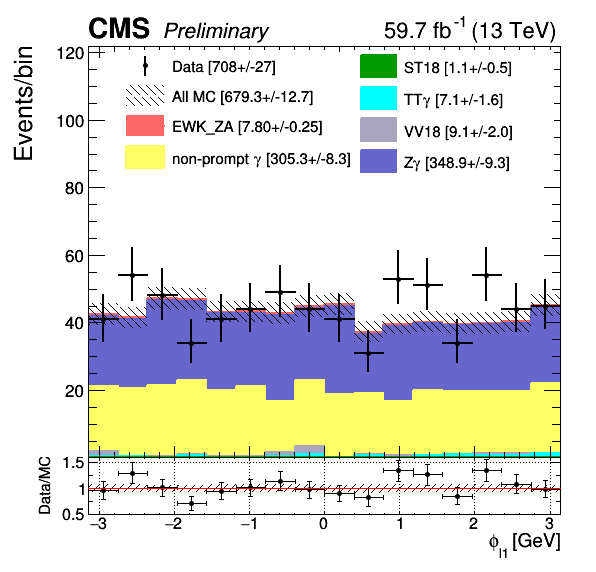 CMS Preliminary 59.7 fb⁻¹ (13 TeV)
Events/bin
120
100
80
60
40
20
Data [708+/-27]
All MC [679.3+/-12.7]
EWK_ZA [7.80+/-0.25]
non-prompt γ [305.3+/-8.3]
ST18 [1.1+/-0.5]
TTγ [7.1+/-1.6]
VV18 [9.1+/-2.0]
Zγ [348.9+/-9.3]
Data/MC
1.5
1
0.5
−3 −2 −1 0 1 2 3
ϕ_l1 [GeV]